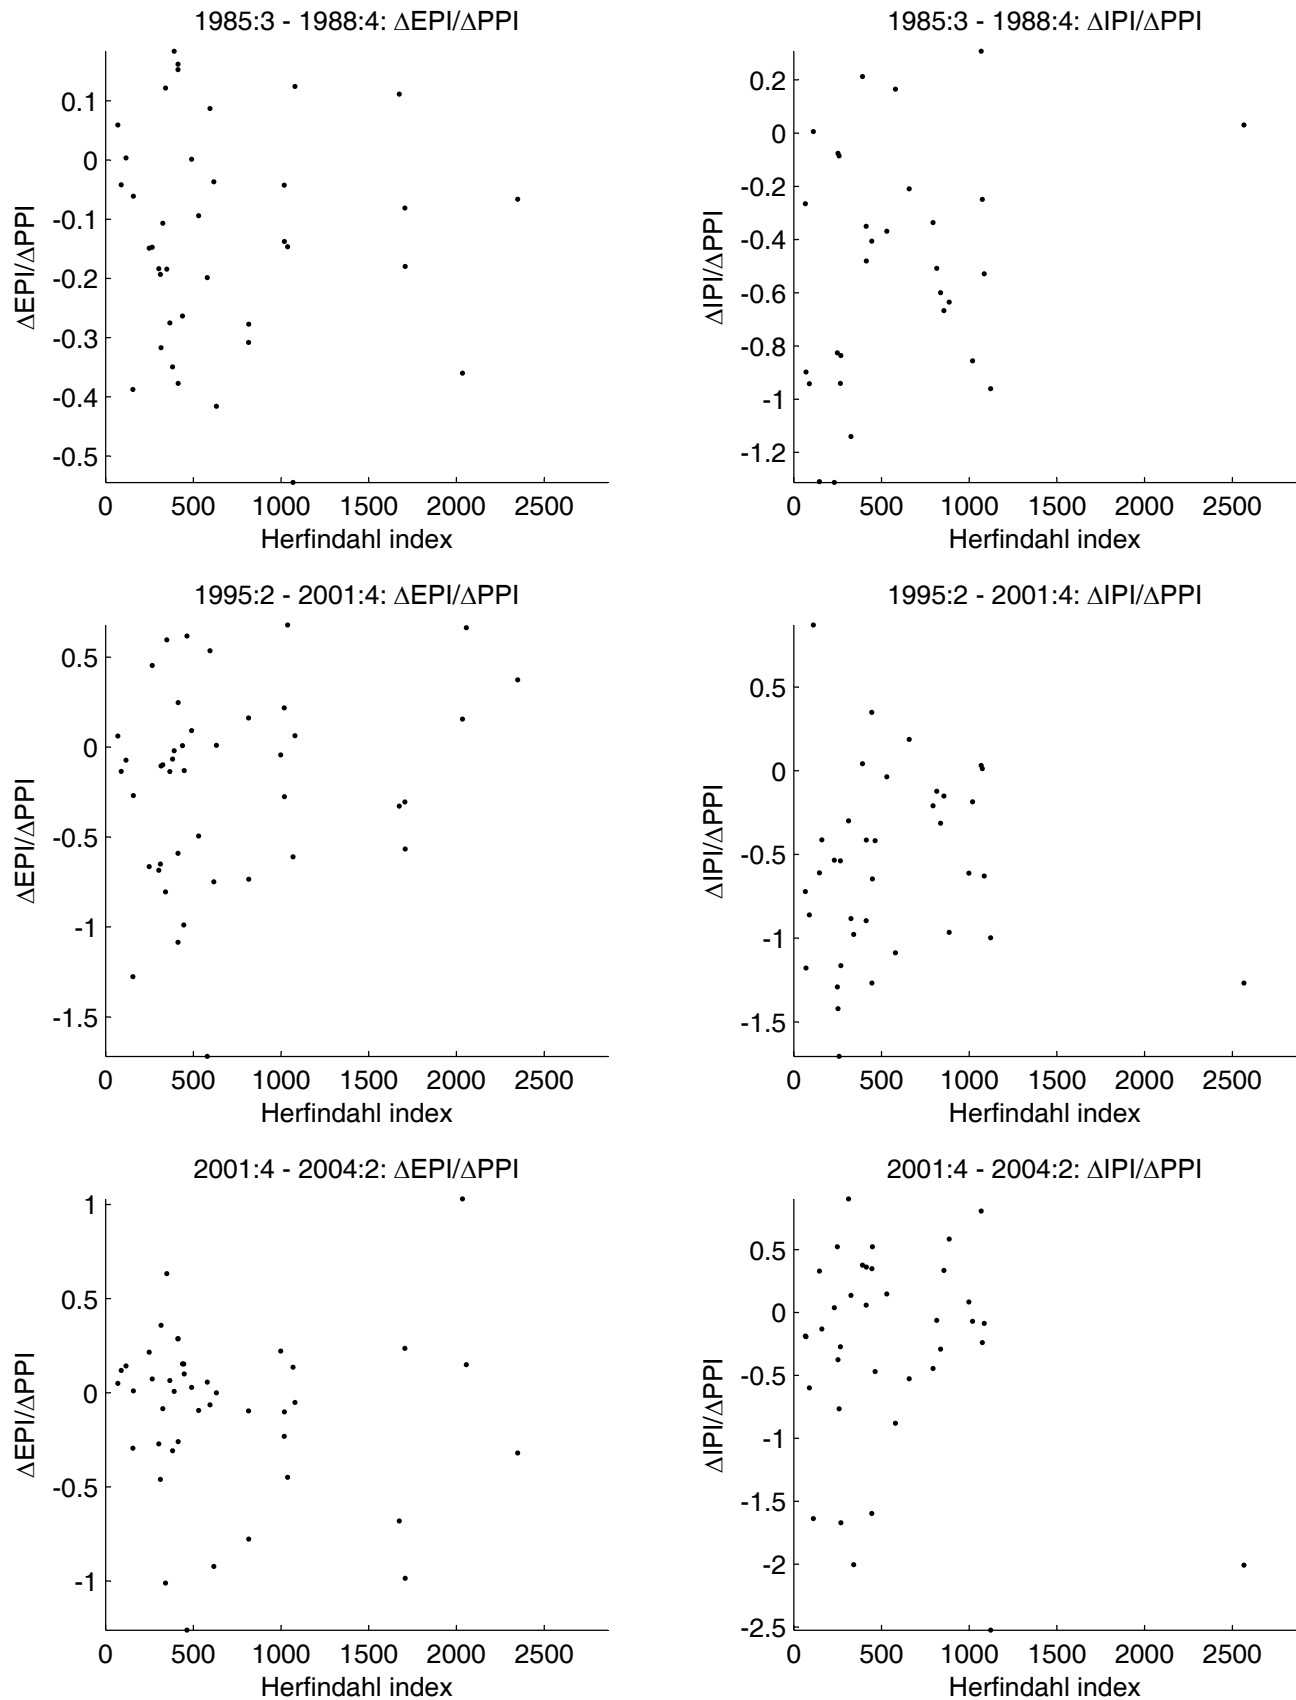 1985:3 - 1988:4: ΔEPI/ΔPPI
0.1
0
-0.1
-0.2
-0.3
-0.4
-0.5
ΔEPI/ΔPPI
0 500 1000 1500 2000 2500
Herfindahl index
1985:3 - 1988:4: ΔIPI/ΔPPI
0.2
0
-0.2
-0.4
-0.6
-0.8
-1
-1.2
ΔIPI/ΔPPI
0 500 1000 1500 2000 2500
Herfindahl index
1995:2 - 2001:4: ΔEPI/ΔPPI
0.5
0
-0.5
-1
-1.5
ΔEPI/ΔPPI
0 500 1000 1500 2000 2500
Herfindahl index
1995:2 - 2001:4: ΔIPI/ΔPPI
0.5
0
-0.5
-1
-1.5
ΔIPI/ΔPPI
0 500 1000 1500 2000 2500
Herfindahl index
2001:4 - 2004:2: ΔEPI/ΔPPI
1
0.5
0
-0.5
-1
ΔEPI/ΔPPI
0 500 1000 1500 2000 2500
Herfindahl index
2001:4 - 2004:2: ΔIPI/ΔPPI
0.5
0
-0.5
-1
-1.5
-2
-2.5
ΔIPI/ΔPPI
0 500 1000 1500 2000 2500
Herfindahl index